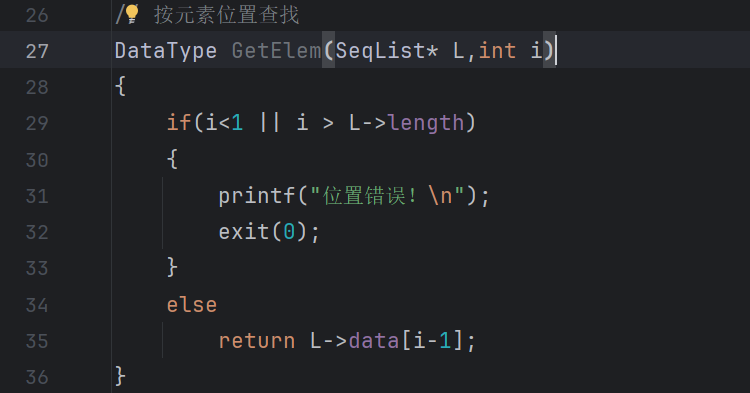 26 / 按元素位置查找
27 DataType GetElem(SeqList* L,int i)
28 {
29     if(i<1 || i > L->length)
30     {
31         printf("位置错误！\n");
32         exit(0);
33     }
34     else
35         return L->data[i-1];
36 }